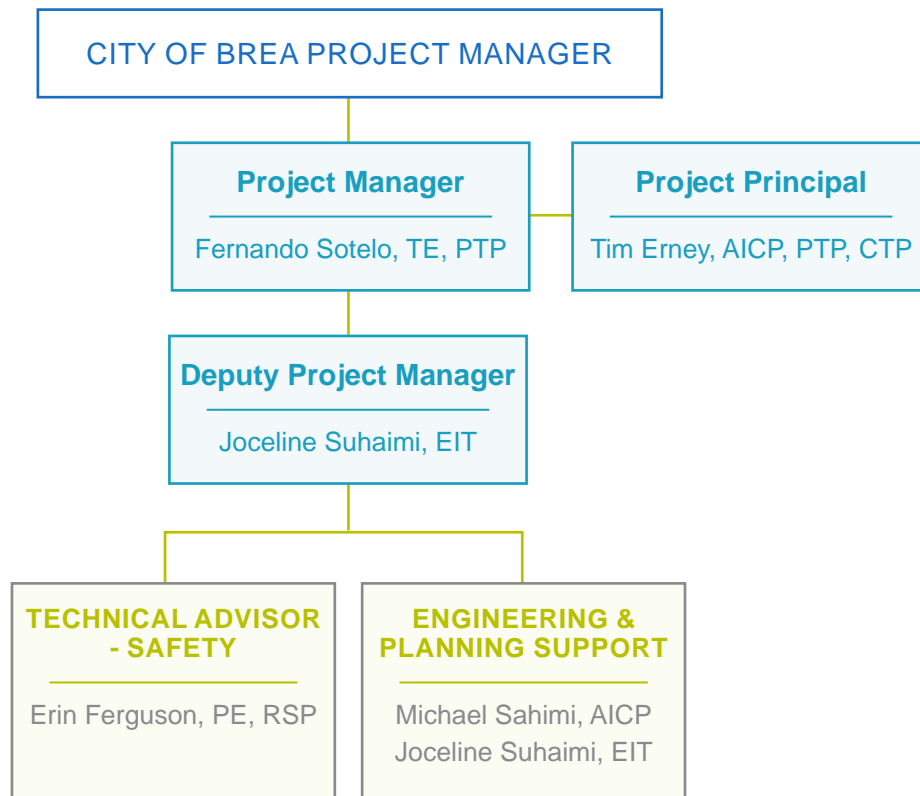 CITY OF BREA PROJECT MANAGER
Project Manager
Fernando Sotelo, TE, PTP
Project Principal
Tim Erney, AICP, PTP, CTP
Deputy Project Manager
Joceline Suhaimi, EIT
TECHNICAL ADVISOR
- SAFETY
Erin Ferguson, PE, RSP
ENGINEERING &
PLANNING SUPPORT
Michael Sahimi, AICP
Joceline Suhaimi, EIT